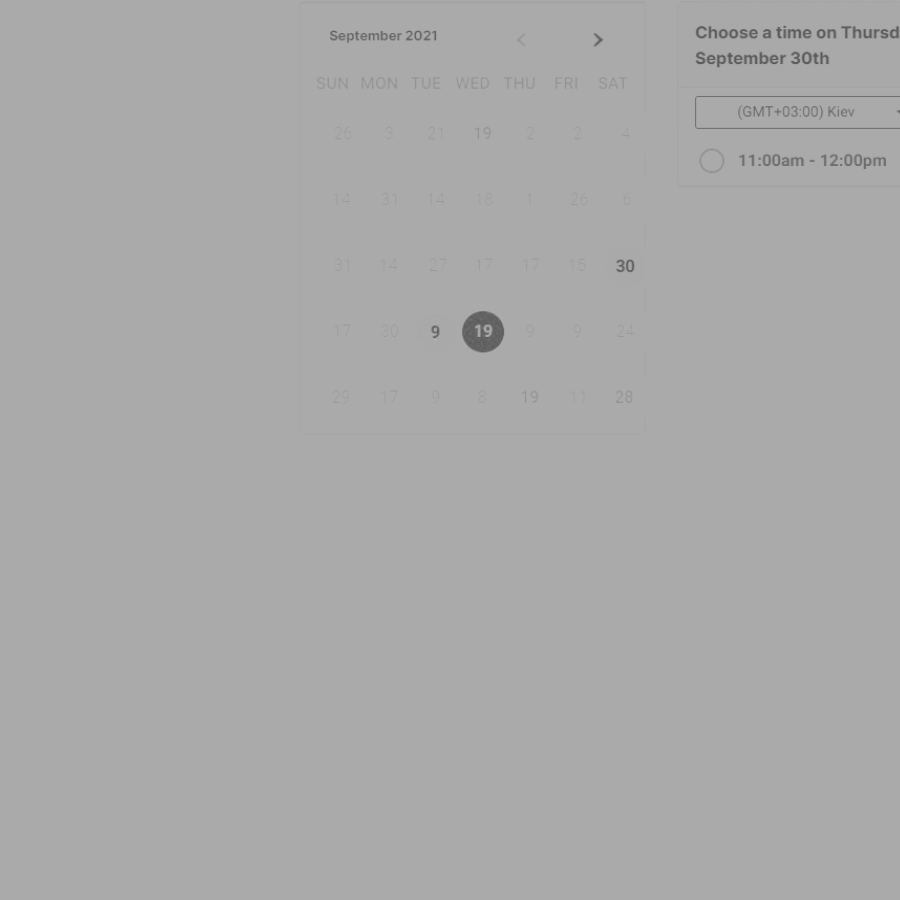 September 2021
SUN MON TUE WED THU FRI SAT
26 3 21 19 2 2 4
14 31 14 18 1 26 6
31 14 27 17 17 15 30
17 30 9 19 9 9 24
29 17 9 8 19 11 28
Choose a time on Thursd
September 30th
(GMT+03:00) Kiev
11:00am - 12:00pm